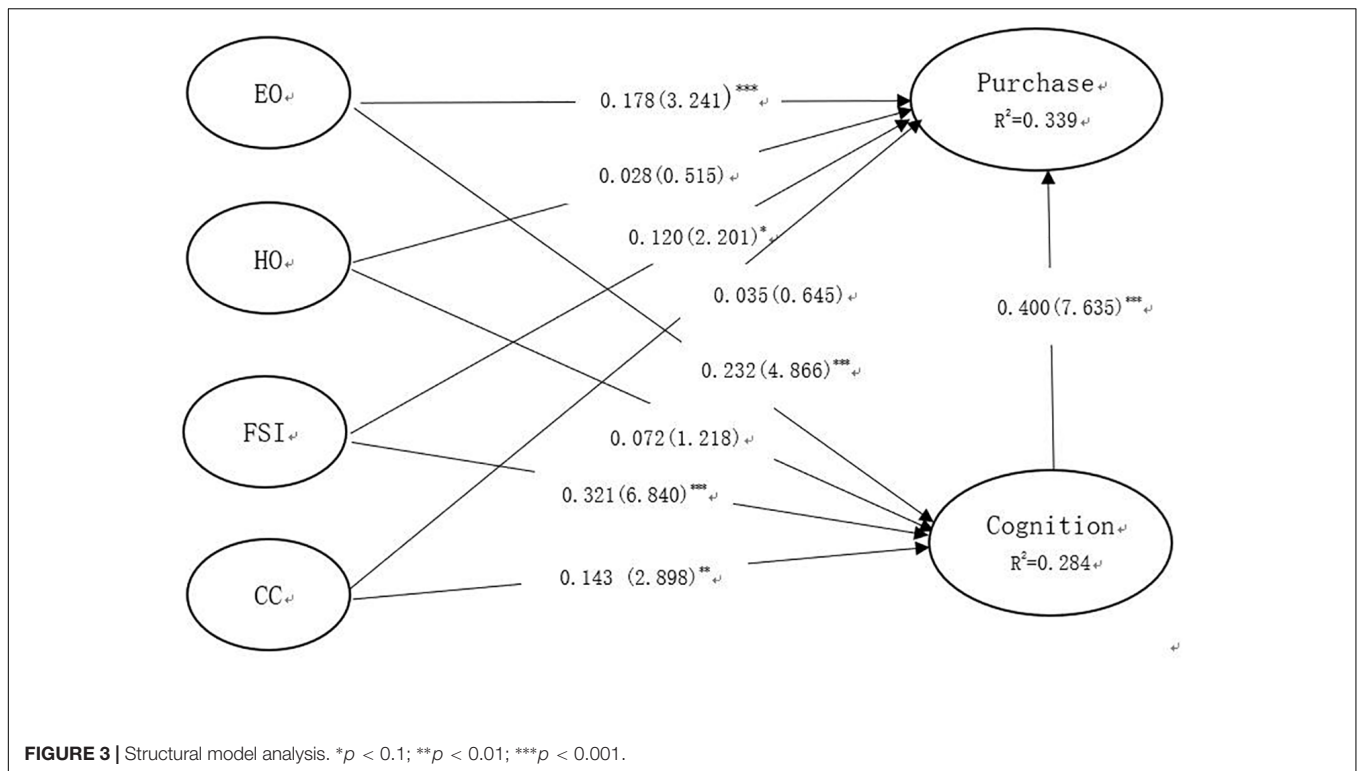 EO↵
0.178(3.241)***↵
Purchase↵
R²=0.339↵
0.028(0.515)↵
HO↵
0.120(2.201)*↵
0.035(0.645)↵
0.400(7.635)***↵
0.232(4.866)***↵
FSI↵
0.072(1.218)↵
0.321(6.840)***↵
Cognition↵
R²=0.284↵
CC↵
0.143 (2.898)**↵
↵
FIGURE 3 | Structural model analysis. *p < 0.1; **p < 0.01; ***p < 0.001.